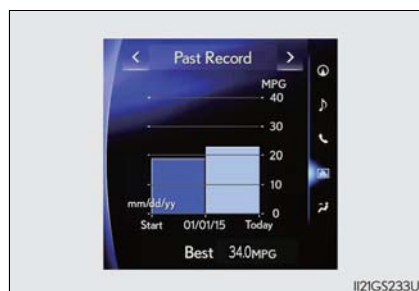 < Past Record >
MPG
40
30
20
10
0
mm/dd/yy
Start 01/01/15 Today
Best 34.0MPG
II21GS233U